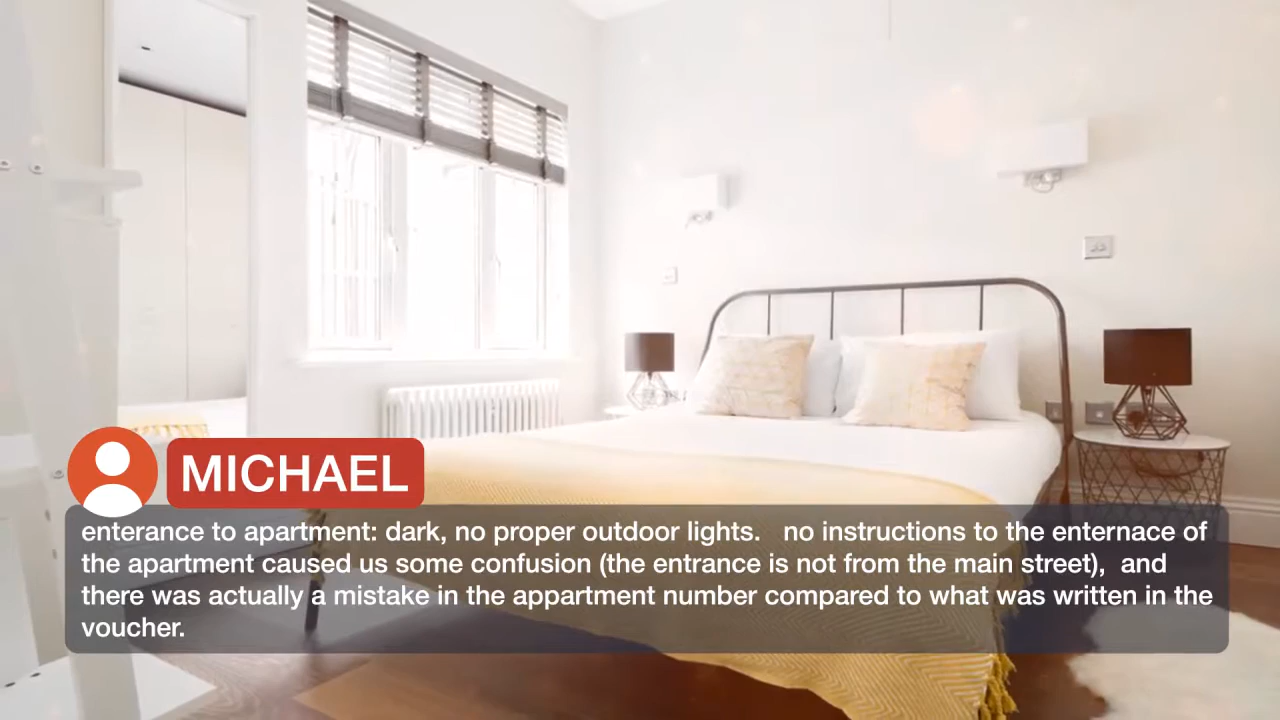 MICHAEL
enterance to apartment: dark, no proper outdoor lights.   no instructions to the enternace of
the apartment caused us some confusion (the entrance is not from the main street),  and
there was actually a mistake in the appartment number compared to what was written in the
voucher.